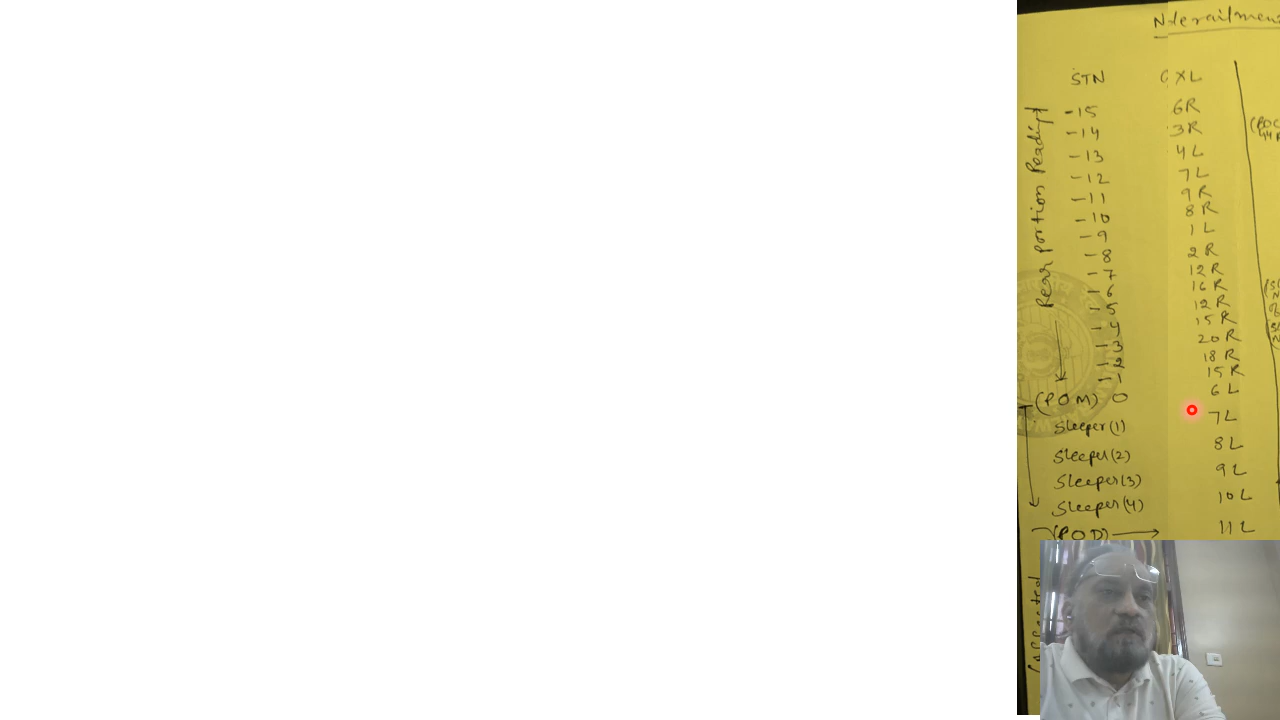 N-derailment
STN XL
-15 6R
-14 3R
-13 4L
-12 7L
-11 9R
-10 8R
-9 1L
-8 2R
-7 12R
-6 16R
-5 12R
-4 15R
-3 20R
-2 18R
-1 15R
(POM) 0 6L
Sleeper(1) 7L
Sleeper(2) 8L
Sleeper(3) 9L
Sleeper(4) 10L
(POD) → 11L
Rear portion